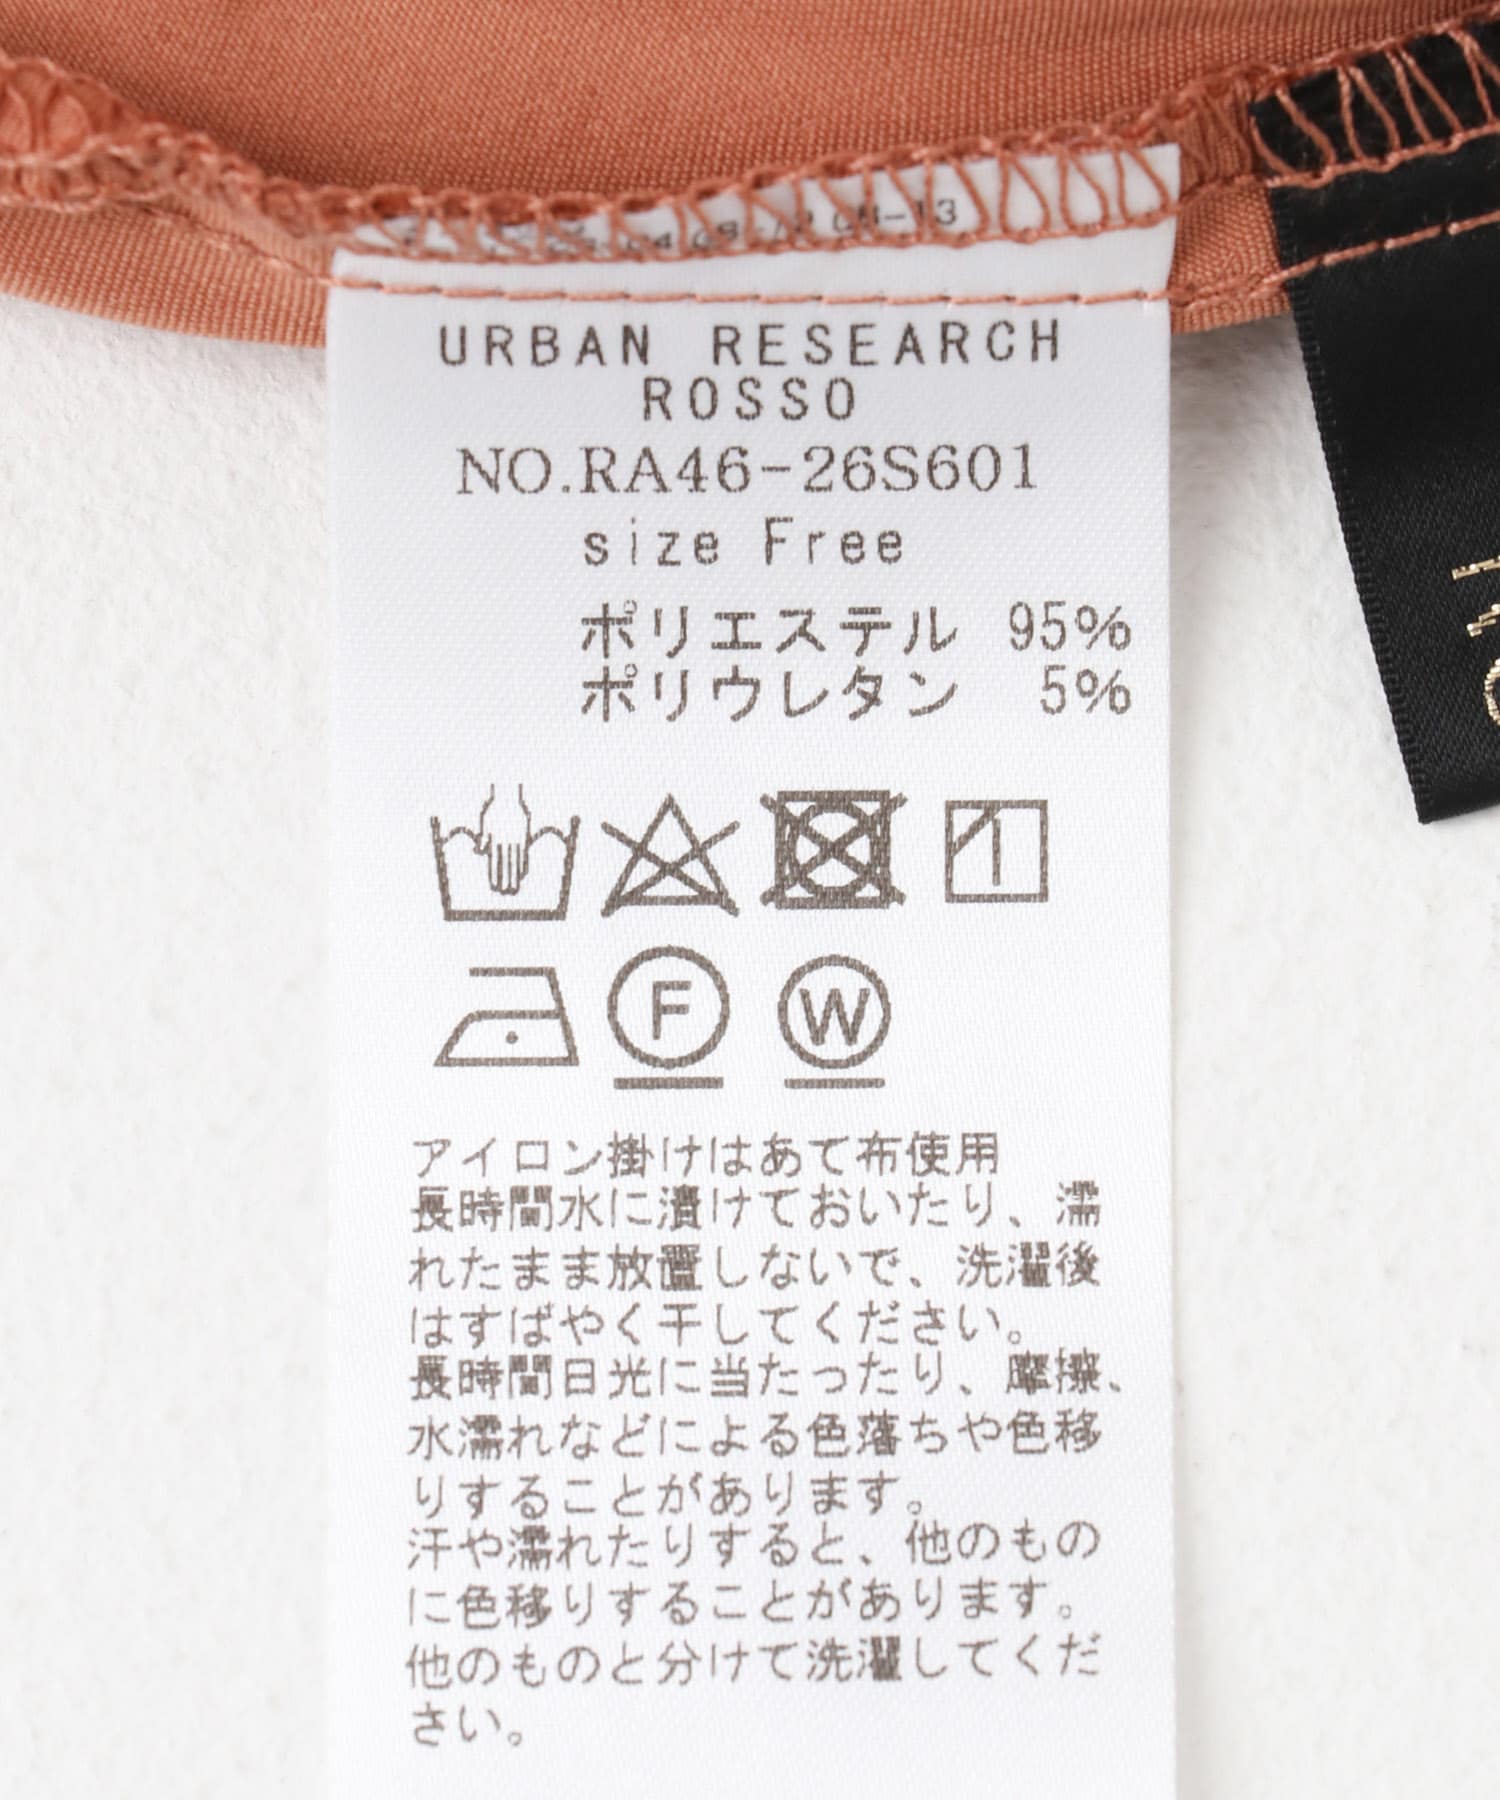 URBAN RESEARCH
ROSSO
NO.RA46-26S601
size Free
ポリエステル 95%
ポリウレタン 5%
F
W
アイロン掛けはあて布使用
長時間水に漬けておいたり、濡
れたまま放置しないで、洗濯後
はすばやく干してください。
長時間日光に当たったり、摩擦、
水濡れなどによる色落ちや色移
りすることがあります。
汗や濡れたりすると、他のもの
に色移りすることがあります。
他のものと分けて洗濯してくだ
さい。